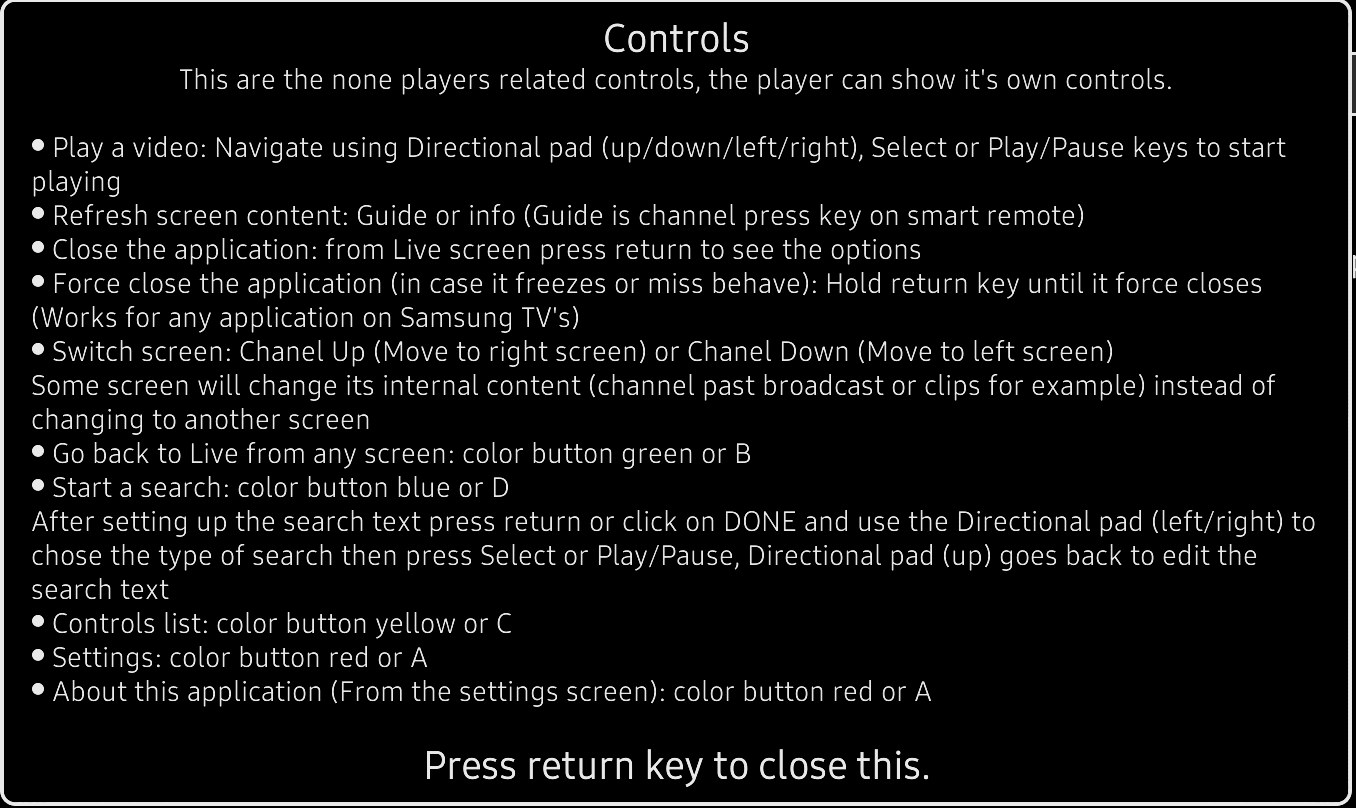 Controls
This are the none players related controls, the player can show it's own controls.
● Play a video: Navigate using Directional pad (up/down/left/right), Select or Play/Pause keys to start
playing
● Refresh screen content: Guide or info (Guide is channel press key on smart remote)
● Close the application: from Live screen press return to see the options
● Force close the application (in case it freezes or miss behave): Hold return key until it force closes
(Works for any application on Samsung TV's)
● Switch screen: Chanel Up (Move to right screen) or Chanel Down (Move to left screen)
Some screen will change its internal content (channel past broadcast or clips for example) instead of
changing to another screen
● Go back to Live from any screen: color button green or B
● Start a search: color button blue or D
After setting up the search text press return or click on DONE and use the Directional pad (left/right) to
chose the type of search then press Select or Play/Pause, Directional pad (up) goes back to edit the
search text
● Controls list: color button yellow or C
● Settings: color button red or A
● About this application (From the settings screen): color button red or A
Press return key to close this.